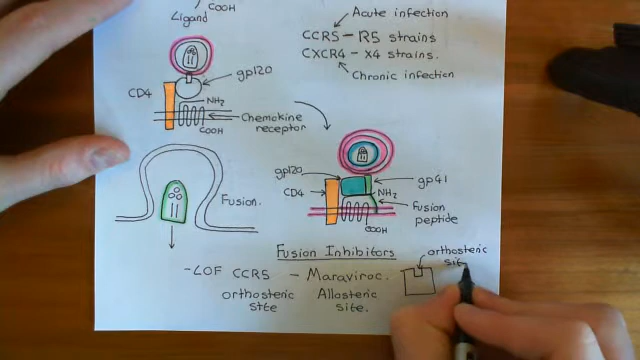 COOH
Ligand
Acute infection
CCR5 - R5 strains
CXCR4 - X4 strains.
Chronic infection
gp120
CD4
NH2
COOH
Chemokine
receptor
Fusion.
gp120
gp41
CD4
NH2
Fusion
peptide
COOH
Fusion Inhibitors
-LOF CCR5 - Maraviroc.
orthosteric Allosteric
site site.
orthosteric
site